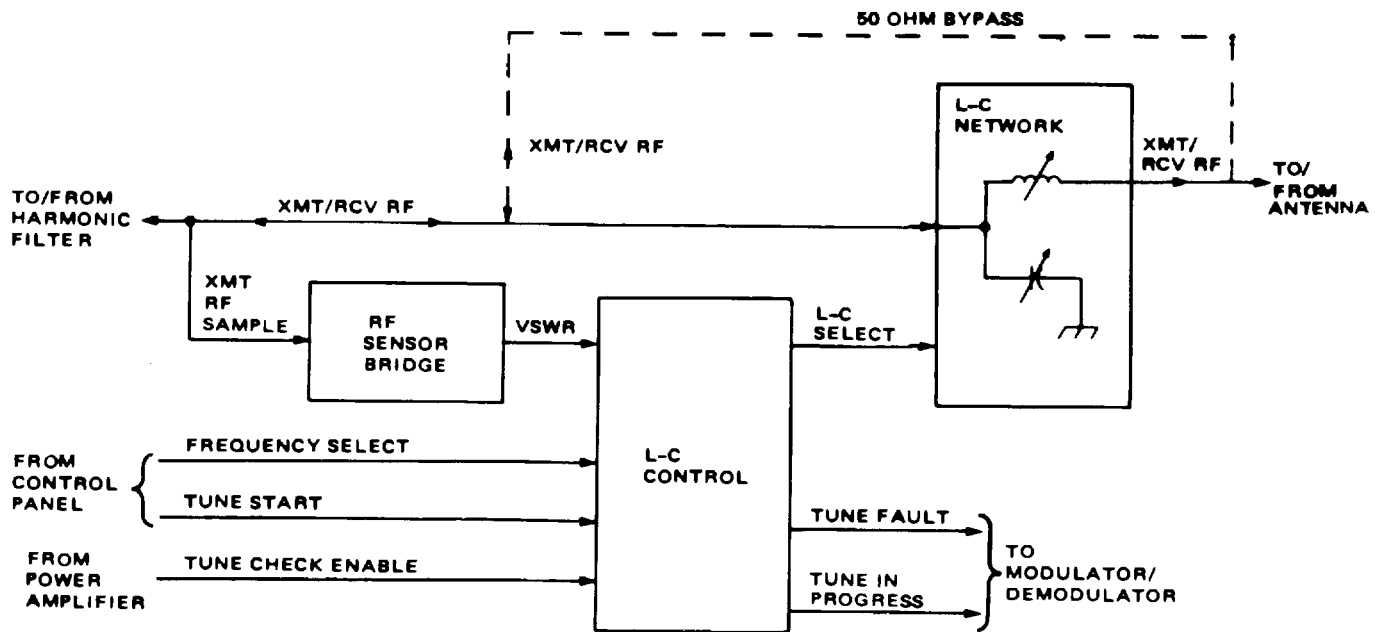 50 OHM BYPASS
L-C
NETWORK
XMT/RCV RF
XMT/
RCV RF
TO/
FROM
ANTENNA
TO/FROM
HARMONIC
FILTER
XMT/RCV RF
XMT
RF
SAMPLE
RF
SENSOR
BRIDGE
VSWR
L-C
SELECT
FROM
CONTROL
PANEL
FREQUENCY SELECT
TUNE START
L-C
CONTROL
FROM
POWER
AMPLIFIER
TUNE CHECK ENABLE
TUNE FAULT
TUNE IN
PROGRESS
TO
MODULATOR/
DEMODULATOR